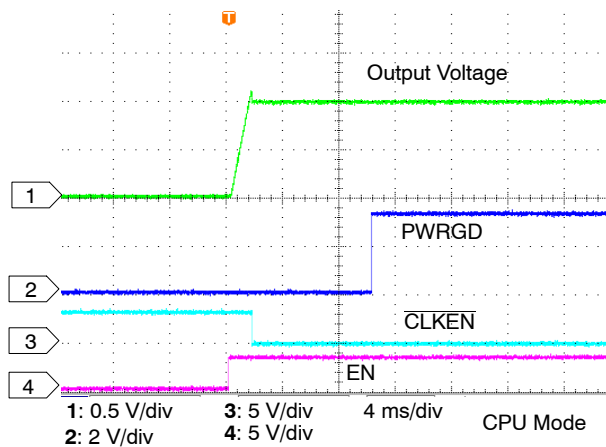 T
Output Voltage
1
PWRGD
2
CLKEN
3
EN
4
1: 0.5 V/div 3: 5 V/div 4 ms/div
2: 2 V/div 4: 5 V/div CPU Mode